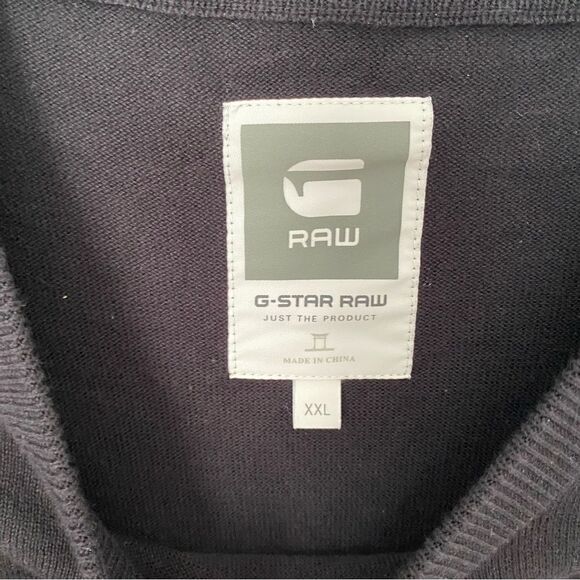 RAW
G-STAR RAW
JUST THE PRODUCT
MADE IN CHINA
XXL